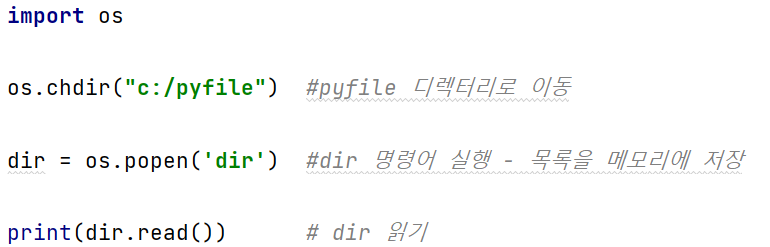 import os
os.chdir("c:/pyfile")  #pyfile 디렉터리로 이동
dir = os.popen('dir')  #dir 명령어 실행 - 목록을 메모리에 저장
print(dir.read())      # dir 읽기